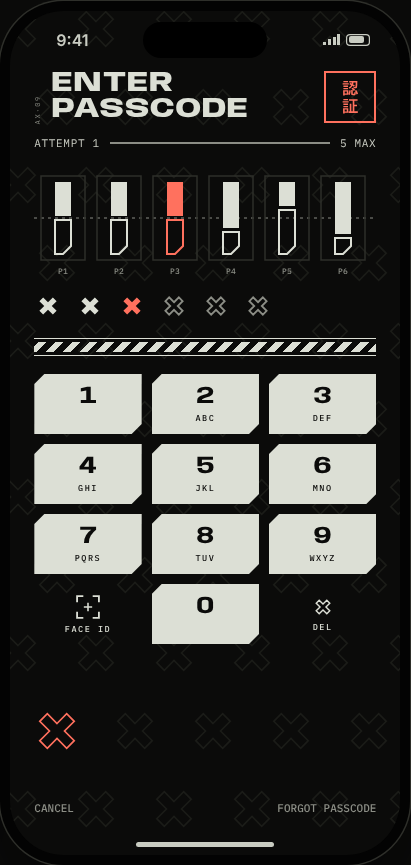 9:41
ENTER
PASSCODE
AX-09
認
証
ATTEMPT 1
5 MAX
P1
P2
P3
P4
P5
P6
1
2
ABC
3
DEF
4
GHI
5
JKL
6
MNO
7
PQRS
8
TUV
9
WXYZ
FACE ID
0
DEL
CANCEL
FORGOT PASSCODE